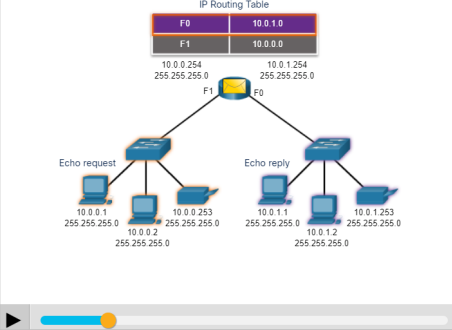 IP Routing Table
F0 10.0.1.0
F1 10.0.0.0
10.0.0.254 10.0.1.254
255.255.255.0 255.255.255.0
F1 F0
Echo request Echo reply
10.0.0.1 10.0.0.253 10.0.1.1 10.0.1.253
255.255.255.0 255.255.255.0 255.255.255.0 255.255.255.0
10.0.0.2 10.0.1.2
255.255.255.0 255.255.255.0